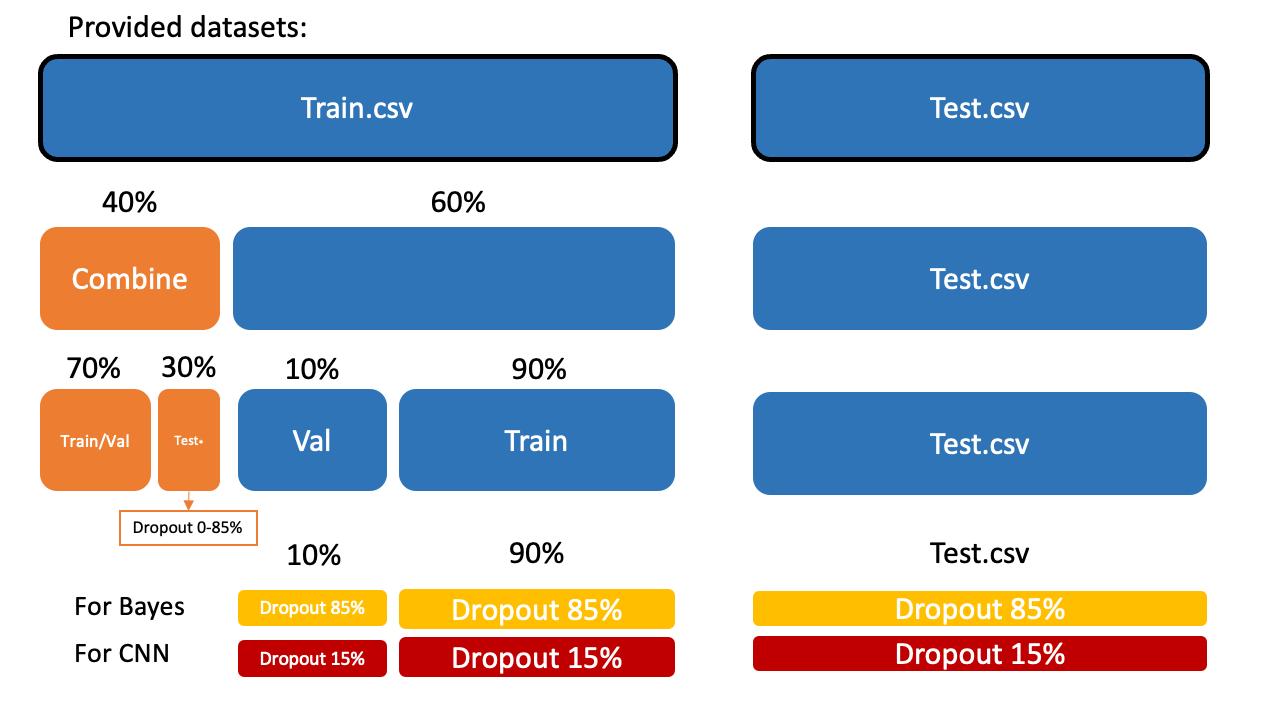 Provided datasets:
Train.csv
Test.csv
40%
60%
Combine
Test.csv
70%
30%
10%
90%
Train/Val
Test*
Val
Train
Test.csv
Dropout 0-85%
10%
90%
Test.csv
For Bayes
Dropout 85%
Dropout 85%
Dropout 85%
For CNN
Dropout 15%
Dropout 15%
Dropout 15%